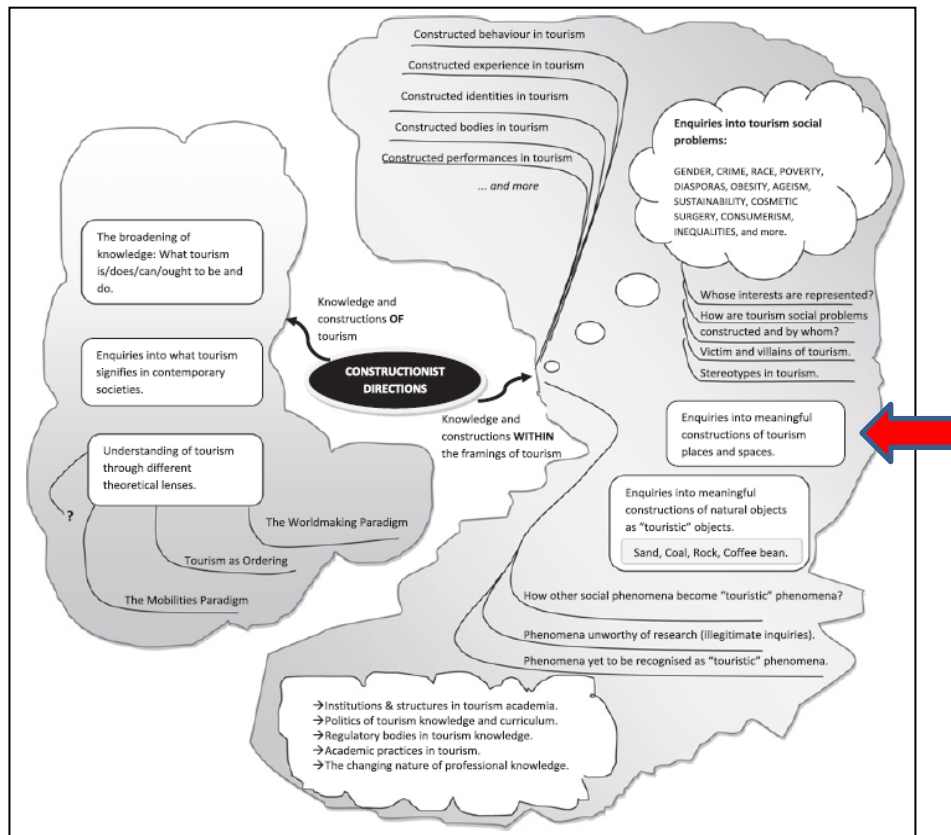 Constructed behaviour in tourism
Constructed experience in tourism
Constructed identities in tourism
Constructed bodies in tourism
Constructed performances in tourism
... and more
Enquiries into tourism social
problems:
GENDER, CRIME, RACE, POVERTY,
DIASPORAS, OBESITY, AGEISM,
SUSTAINABILITY, COSMETIC
SURGERY, CONSUMERISM,
INEQUALITIES, and more.
The broadening of
knowledge: What tourism
is/does/can/ought to be and
do.
Knowledge and
constructions OF
tourism
Whose interests are represented?
How are tourism social problems
constructed and by whom?
Victim and villains of tourism.
Stereotypes in tourism.
Enquiries into what tourism
signifies in contemporary
societies.
CONSTRUCTIONIST
DIRECTIONS
Knowledge and
constructions WITHIN
the framings of tourism
Enquiries into meaningful
constructions of tourism
places and spaces.
Understanding of tourism
through different
theoretical lenses.
?
The Worldmaking Paradigm
Tourism as Ordering
The Mobilities Paradigm
Enquiries into meaningful
constructions of natural objects
as "touristic" objects.
Sand, Coal, Rock, Coffee bean.
How other social phenomena become "touristic" phenomena?
Phenomena unworthy of research (illegitimate inquiries).
Phenomena yet to be recognised as "touristic" phenomena.
→Institutions & structures in tourism academia.
→Politics of tourism knowledge and curriculum.
→Regulatory bodies in tourism knowledge.
→Academic practices in tourism.
→The changing nature of professional knowledge.